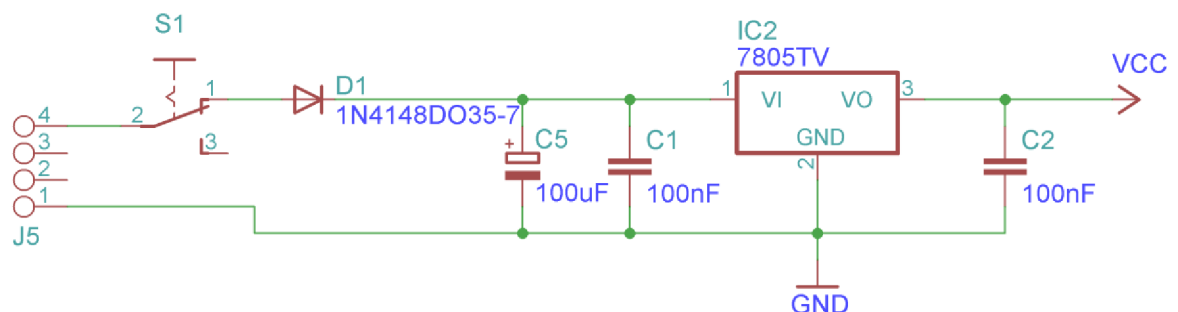 S1
IC2
7805TV
VCC
1
D1
1
VI
VO
3
1N4148DO35-7
4
2
3
GND
C5
C1
C2
3
+
2
2
100uF
100nF
100nF
1
J5
GND